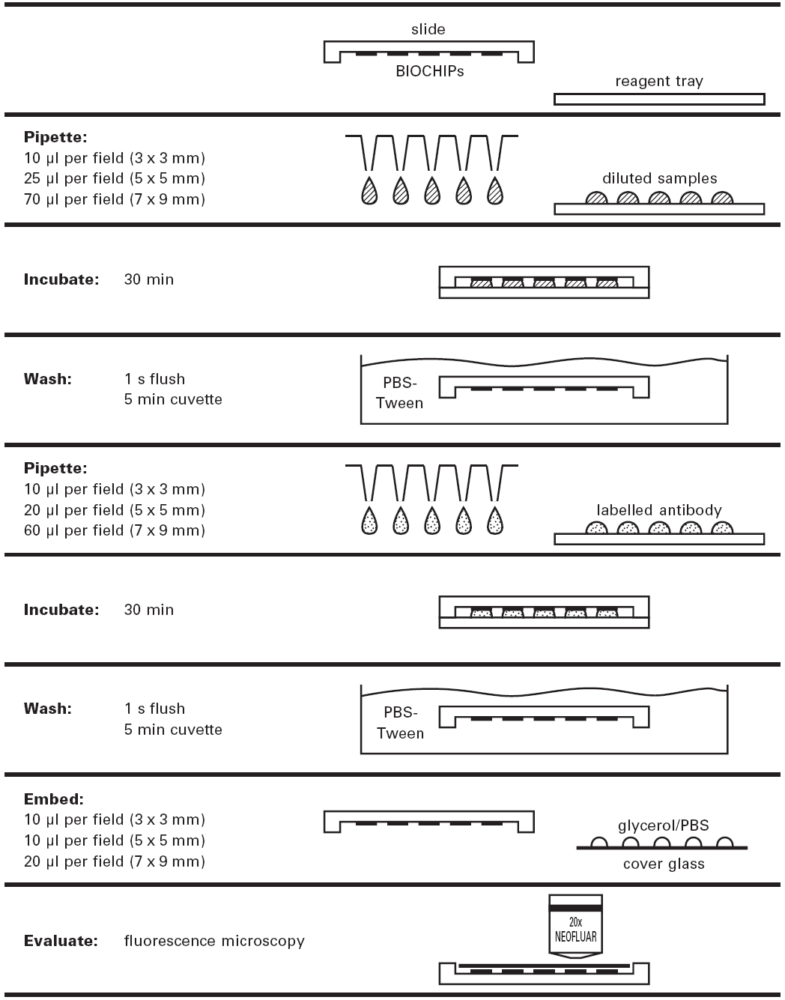 slide
BIOCHIPs
reagent tray
Pipette:
10 µl per field (3 x 3 mm)
25 µl per field (5 x 5 mm)
70 µl per field (7 x 9 mm)
diluted samples
Incubate: 30 min
Wash: 1 s flush
5 min cuvette
PBS-
Tween
Pipette:
10 µl per field (3 x 3 mm)
20 µl per field (5 x 5 mm)
60 µl per field (7 x 9 mm)
labelled antibody
Incubate: 30 min
Wash: 1 s flush
5 min cuvette
PBS-
Tween
Embed:
10 µl per field (3 x 3 mm)
10 µl per field (5 x 5 mm)
20 µl per field (7 x 9 mm)
glycerol/PBS
cover glass
Evaluate: fluorescence microscopy
20x
NEOFLUAR